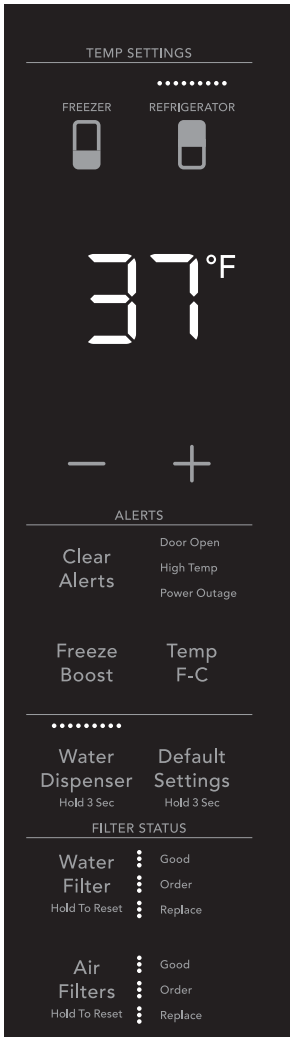 TEMP SETTINGS
FREEZER REFRIGERATOR
37°F
− +
ALERTS
Clear Alerts
Door Open
High Temp
Power Outage
Freeze Boost
Temp F-C
Water Dispenser
Hold 3 Sec
Default Settings
Hold 3 Sec
FILTER STATUS
Water Filter
Hold To Reset
Good
Order
Replace
Air Filters
Hold To Reset
Good
Order
Replace